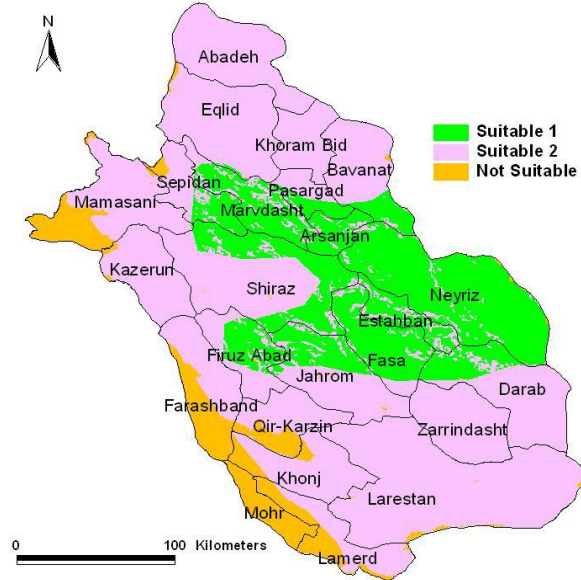 N
Abadeh
Eqlid
Khoram Bid
Bavanat
Suitable 1
Suitable 2
Not Suitable
Sepidan
Pasargad
Mamasani
Marvdasht
Arsanjan
Kazerun
Shiraz
Neyriz
Estahban
Firuz Abad
Fasa
Jahrom
Darab
Farashband
Qir-Karzin
Zarrindasht
Khonj
Larestan
Mohr
Lamerd
0 100 Kilometers